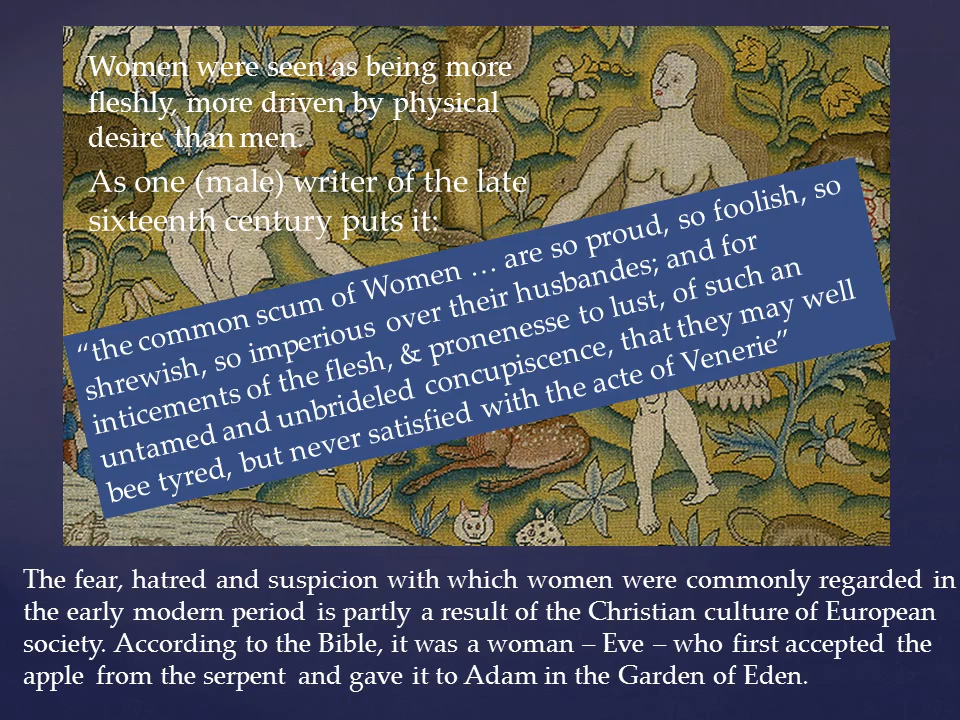 Women were seen as being more
fleshly, more driven by physical
desire than men.
As one (male) writer of the late
sixteenth century puts it:
“the common scum of Women … are so proud, so foolish, so
shrewish, so imperious over their husbandes; and for
inticements of the flesh, & pronenesse to lust, of such an
untamed and unbrideled concupiscence, that they may well
bee tyred, but never satisfied with the acte of Venerie”
The fear, hatred and suspicion with which women were commonly regarded in
the early modern period is partly a result of the Christian culture of European
society. According to the Bible, it was a woman – Eve – who first accepted the
apple from the serpent and gave it to Adam in the Garden of Eden.